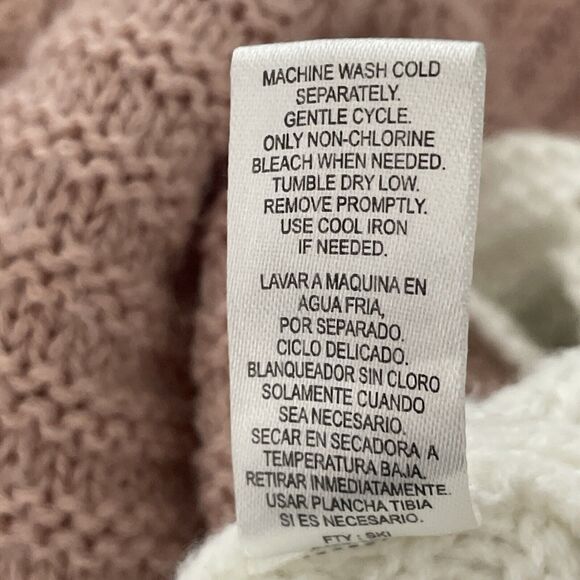 MACHINE WASH COLD
SEPARATELY.
GENTLE CYCLE.
ONLY NON-CHLORINE
BLEACH WHEN NEEDED.
TUMBLE DRY LOW.
REMOVE PROMPTLY.
USE COOL IRON
IF NEEDED.
LAVAR A MAQUINA EN
AGUA FRIA,
POR SEPARADO.
CICLO DELICADO.
BLANQUEADOR SIN CLORO
SOLAMENTE CUANDO
SEA NECESARIO.
SECAR EN SECADORA A
TEMPERATURA BAJA.
RETIRAR INMEDIATAMENTE.
USAR PLANCHA TIBIA
SI ES NECESARIO.
FTY : SKI